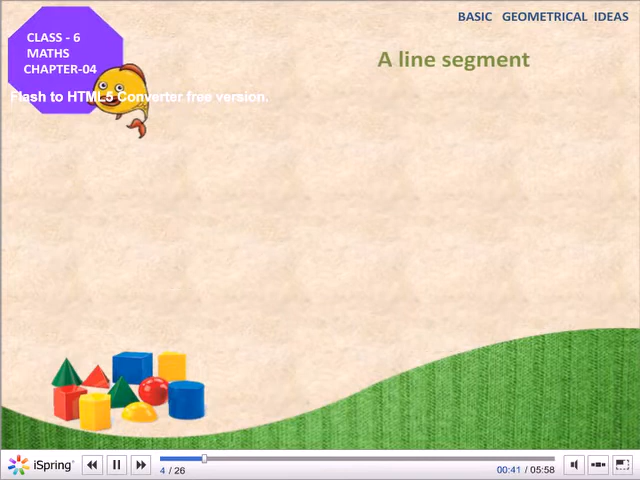 BASIC GEOMETRICAL IDEAS
CLASS - 6
MATHS
CHAPTER-04
A line segment
Flash to HTML5 Converter free version.
iSpring®
4 / 26
00:41 / 05:58